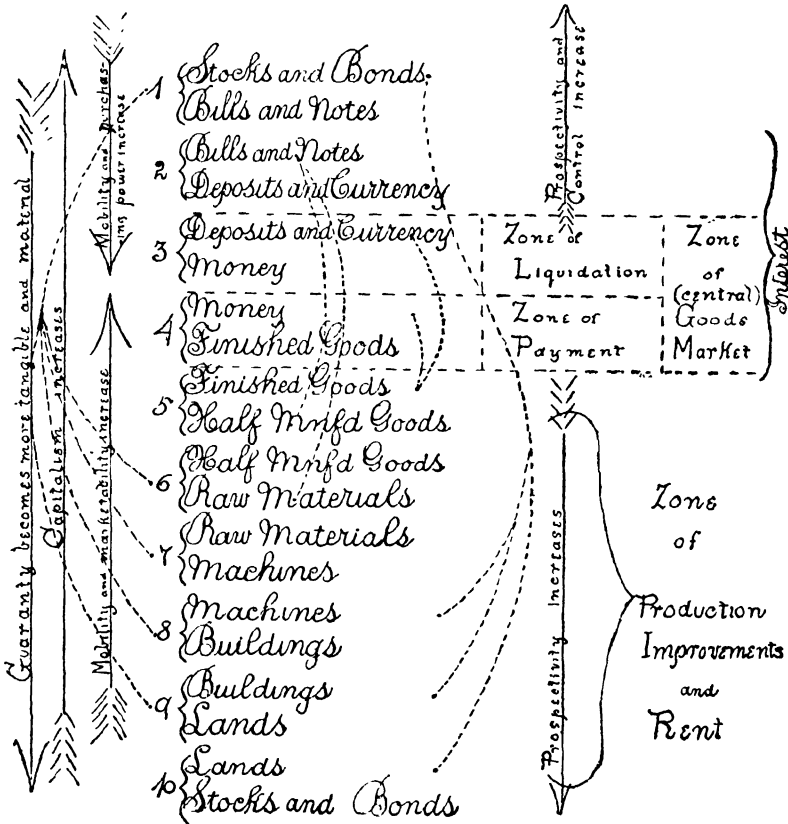 Guaranty becomes more tangible and material
Capitalism increases
Mobility and purchas-
ing power increase
Mobility and marketability increase
1 Stocks and Bonds.
Bills and Notes
2 Bills and Notes
Deposits and Currency
3 Deposits and Currency
Money
4 Money
Finished Goods
5 Finished Goods
Half Mnfd Goods
6 Half Mnfd Goods
Raw Materials
7 Raw Materials
Machines
8 Machines
Buildings
9 Buildings
Lands
10 Lands
Stocks and Bonds
Prospectivity and
Control Increase
Zone of
Liquidation
Zone of
Payment
Zone
of
(central)
Goods
Market
Interest
Prospectivity Increases
Zone
of
Production
Improvements
and
Rent